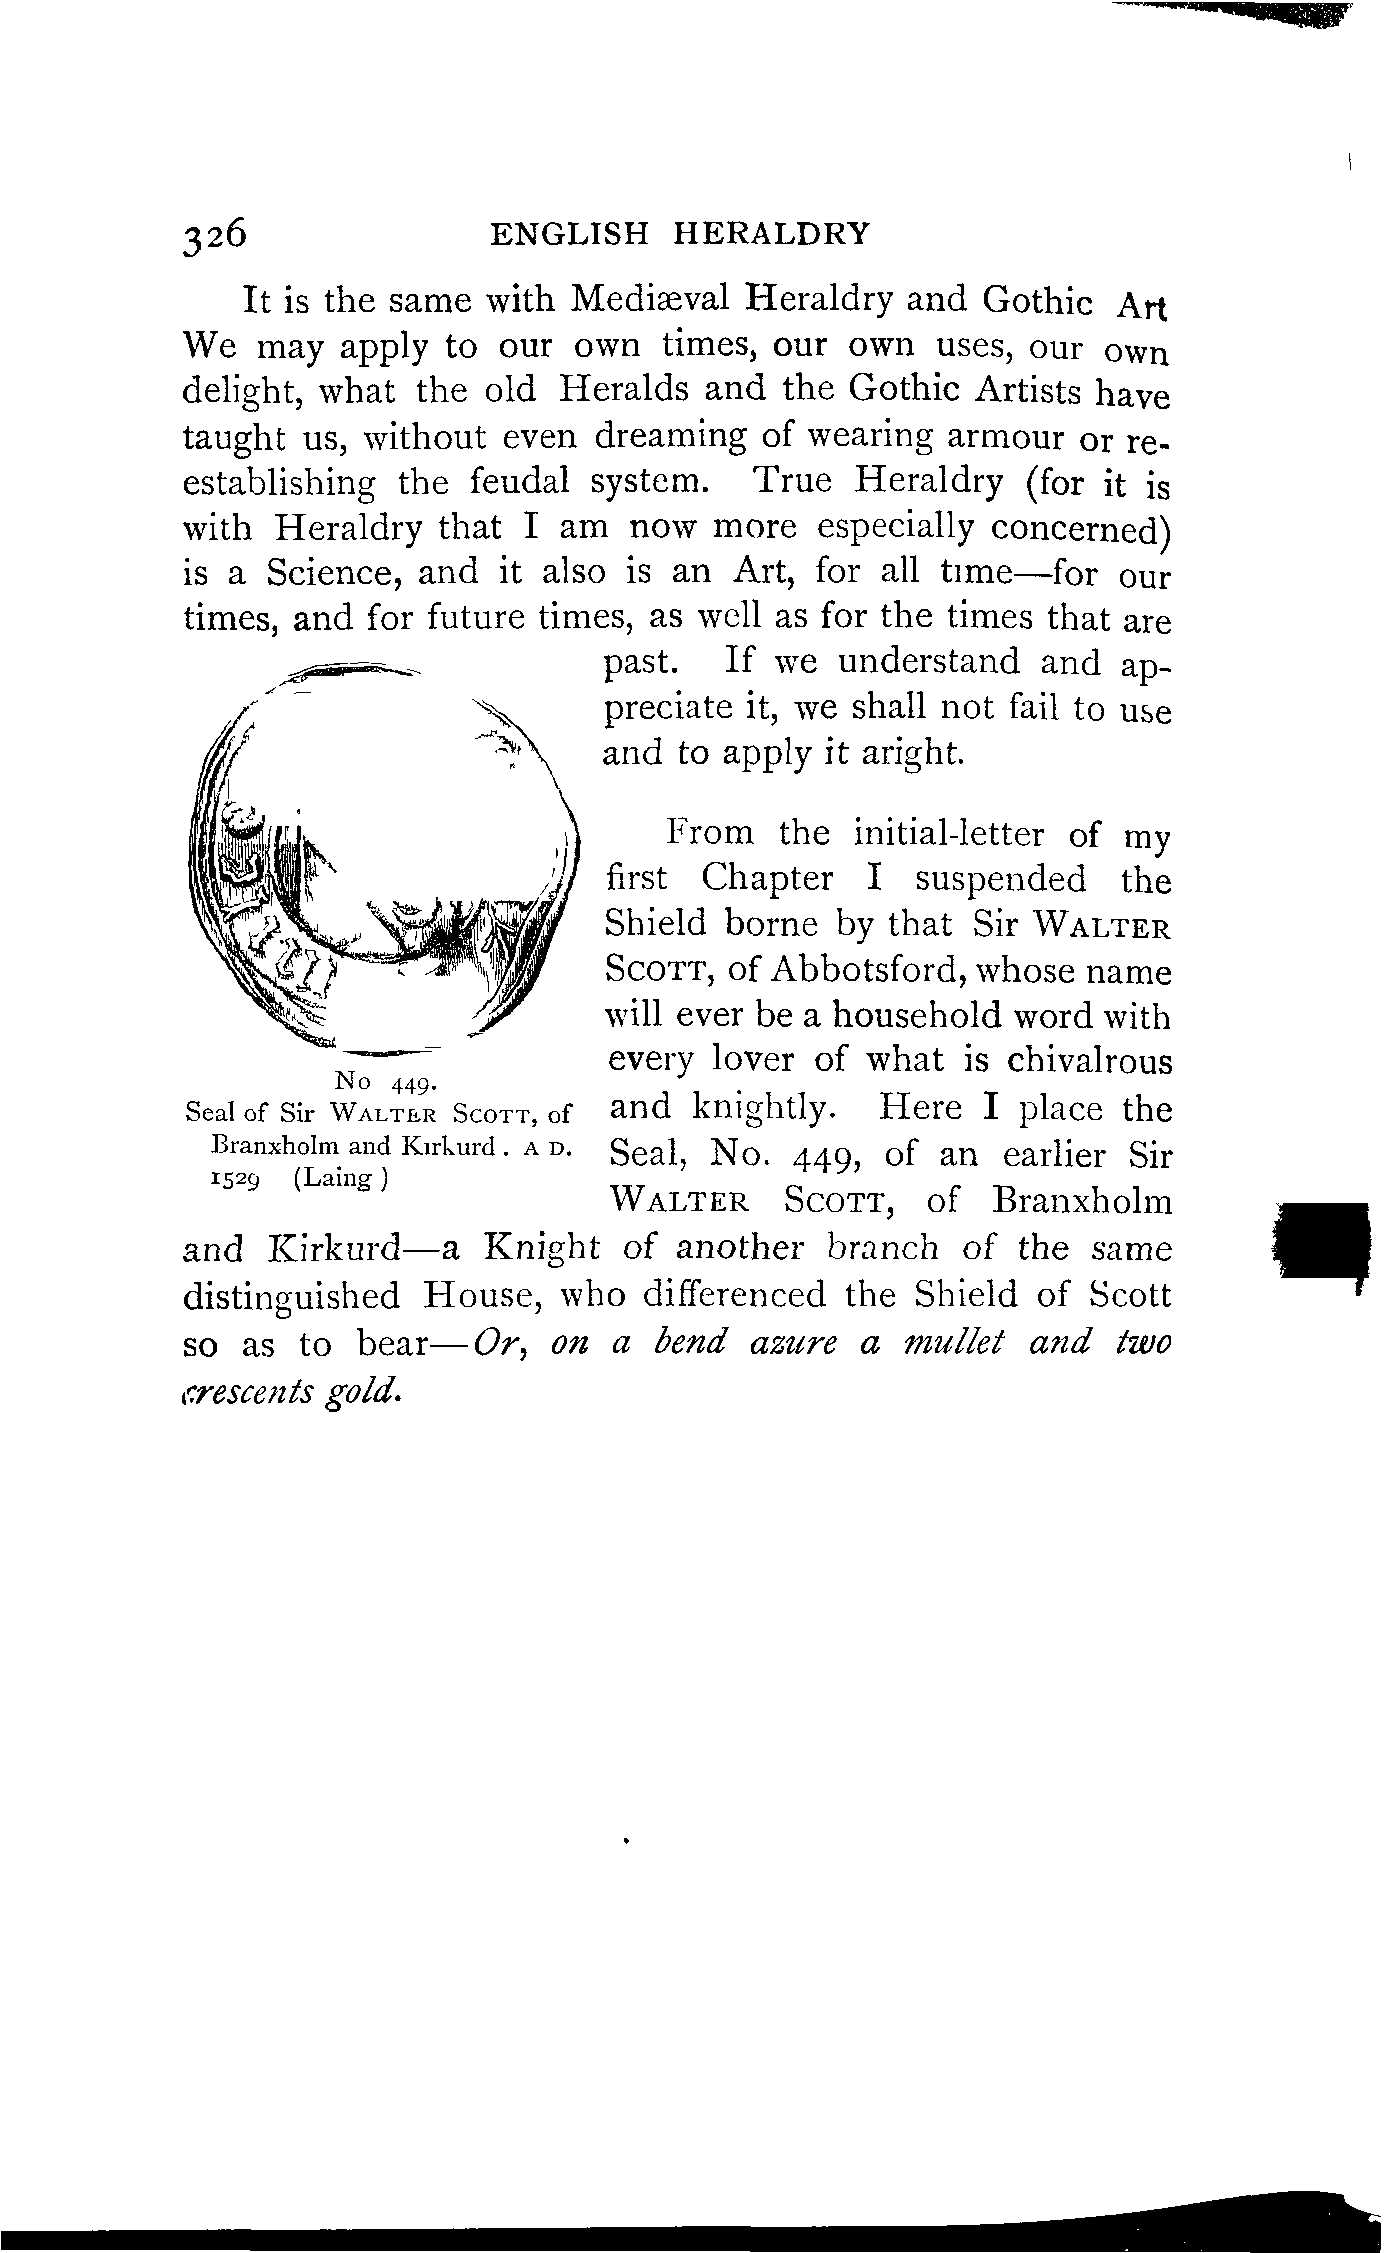 326 ENGLISH HERALDRY
It is the same with Mediæval Heraldry and Gothic Art
We may apply to our own times, our own uses, our own
delight, what the old Heralds and the Gothic Artists have
taught us, without even dreaming of wearing armour or re-
establishing the feudal system. True Heraldry (for it is
with Heraldry that I am now more especially concerned)
is a Science, and it also is an Art, for all time—for our
times, and for future times, as well as for the times that are
past. If we understand and ap-
preciate it, we shall not fail to use
and to apply it aright.
From the initial-letter of my
first Chapter I suspended the
Shield borne by that Sir WALTER
SCOTT, of Abbotsford, whose name
will ever be a household word with
every lover of what is chivalrous
and knightly. Here I place the
Seal, No. 449, of an earlier Sir
WALTER SCOTT, of Branxholm
and Kirkurd—a Knight of another branch of the same
distinguished House, who differenced the Shield of Scott
so as to bear—Or, on a bend azure a mullet and two
crescents gold.
No 449.
Seal of Sir WALTER SCOTT, of
Branxholm and Kirkurd. A D.
1529 (Laing)